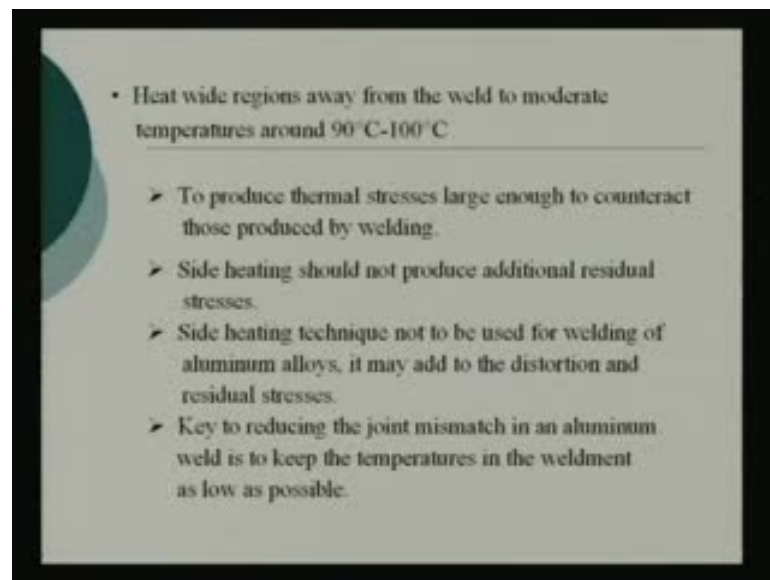 • Heat wide regions away from the weld to moderate
temperatures around 90°C-100°C
➢ To produce thermal stresses large enough to counteract
those produced by welding.
➢ Side heating should not produce additional residual
stresses.
➢ Side heating technique not to be used for welding of
aluminum alloys, it may add to the distortion and
residual stresses.
➢ Key to reducing the joint mismatch in an aluminum
weld is to keep the temperatures in the weldment
as low as possible.